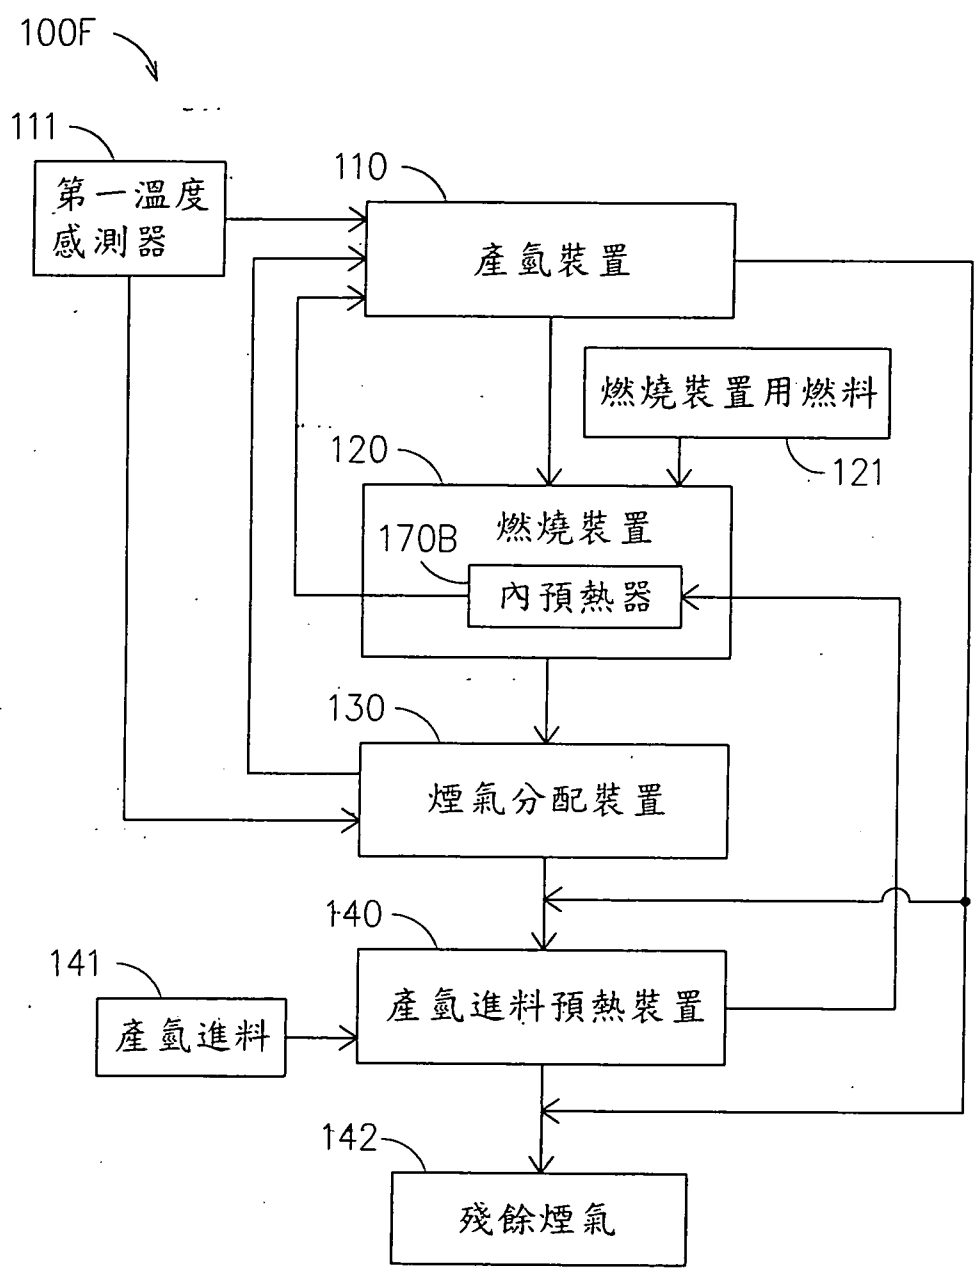 100F
111
第一溫度
感測器
110
產氫裝置
燃燒裝置用燃料
121
120
燃燒裝置
170B
內預熱器
130
煙氣分配裝置
140
產氫進料預熱裝置
141
產氫進料
142
殘餘煙氣